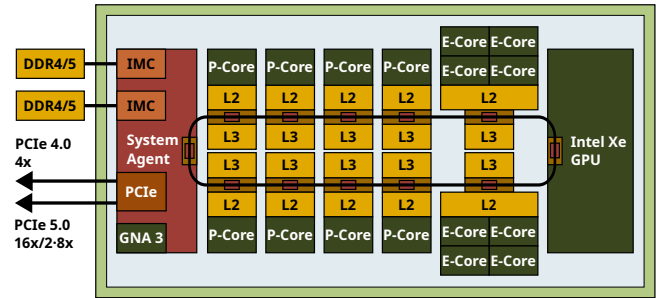 DDR4/5
DDR4/5
PCIe 4.0
4x
PCIe 5.0
16x/2·8x
IMC
IMC
System
Agent
PCIe
GNA 3
P-Core P-Core P-Core P-Core
L2 L2 L2 L2
L3 L3 L3 L3
L3 L3 L3 L3
L2 L2 L2 L2
P-Core P-Core P-Core P-Core
E-Core E-Core
E-Core E-Core
L2
L3
L3
L2
E-Core E-Core
E-Core E-Core
Intel Xe
GPU